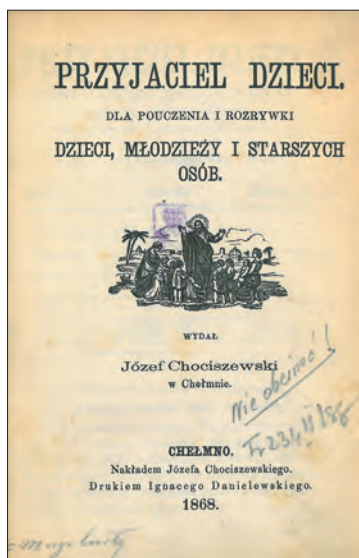 PRZYJACIEL DZIECI.
DLA POUCZENIA I ROZRYWKI
DZIECI, MŁODZIEŻY I STARSZYCH
OSÓB.
WYDAŁ
Józef Chociszewski
w Chełmnie.
Nie obcinać!
CHEŁMNO.
Nakładem Józefa Chociszewskiego.
Drukiem Ignacego Danielewskiego.
1868.